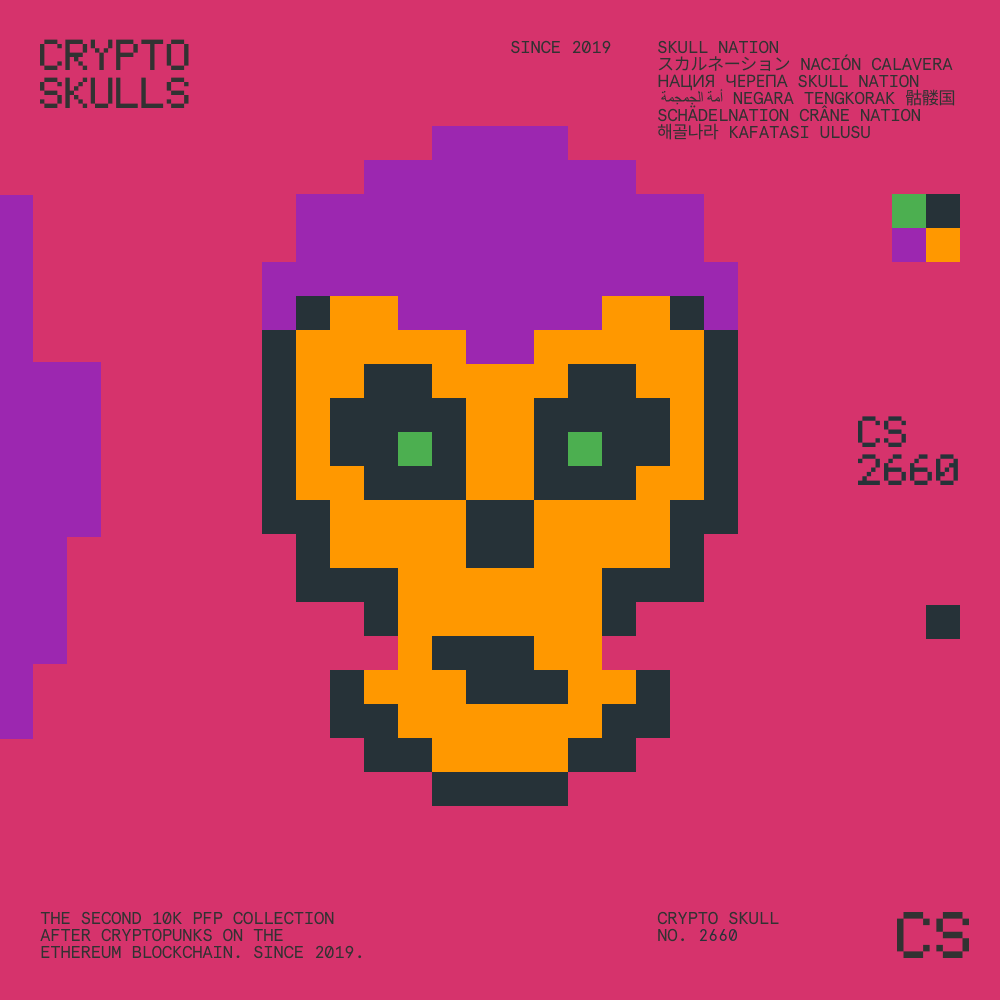 CRYPTO
SKULLS
SINCE 2019
SKULL NATION
スカルネーション NACIÓN CALAVERA
НАЦИЯ ЧЕРЕПА SKULL NATION
أمة الجمجمة NEGARA TENGKORAK 骷髅国
SCHÄDELNATION CRÂNE NATION
해골나라 KAFATASI ULUSU
CS
2660
THE SECOND 10K PFP COLLECTION
AFTER CRYPTOPUNKS ON THE
ETHEREUM BLOCKCHAIN. SINCE 2019.
CRYPTO SKULL
NO. 2660
CS